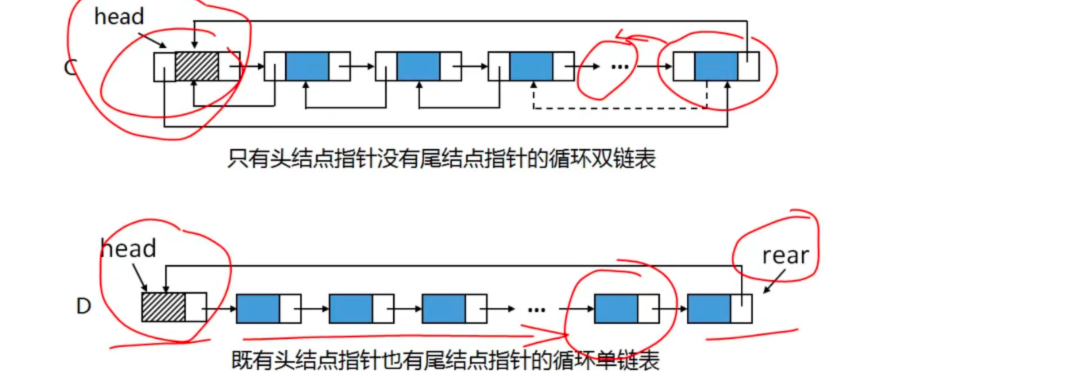 head
C
...
只有头结点指针没有尾结点指针的循环双链表
head
rear
D
...
既有头结点指针也有尾结点指针的循环单链表